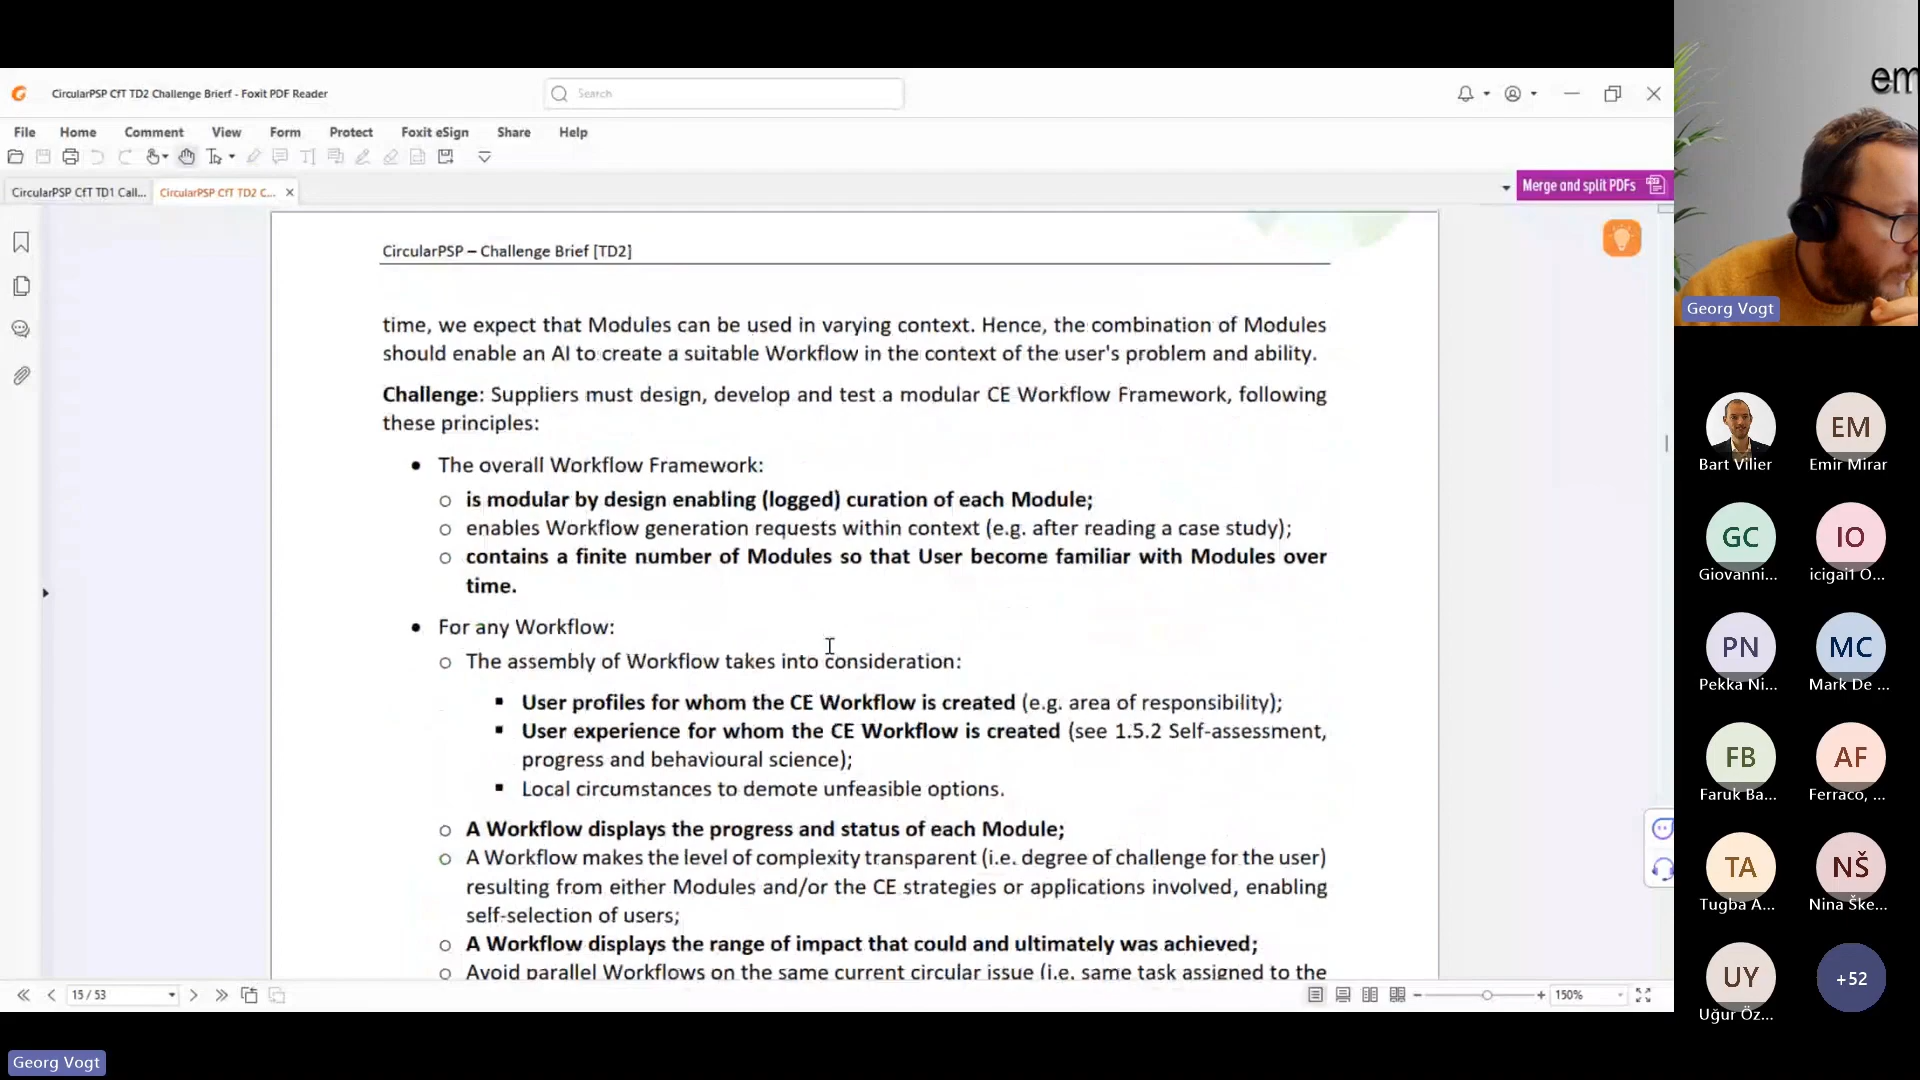 CircularPSP CfT TD2 Challenge Brierf - Foxit PDF Reader
Search
File Home Comment View Form Protect Foxit eSign Share Help
CircularPSP CfT TD1 Call... CircularPSP CfT TD2 C...
Merge and split PDFs
CircularPSP – Challenge Brief [TD2]
time, we expect that Modules can be used in varying context. Hence, the combination of Modules
should enable an AI to create a suitable Workflow in the context of the user's problem and ability.
Challenge: Suppliers must design, develop and test a modular CE Workflow Framework, following
these principles:
• The overall Workflow Framework:
o is modular by design enabling (logged) curation of each Module;
o enables Workflow generation requests within context (e.g. after reading a case study);
o contains a finite number of Modules so that User become familiar with Modules over
time.
• For any Workflow:
o The assembly of Workflow takes into consideration:
▪ User profiles for whom the CE Workflow is created (e.g. area of responsibility);
▪ User experience for whom the CE Workflow is created (see 1.5.2 Self-assessment,
progress and behavioural science);
▪ Local circumstances to demote unfeasible options.
o A Workflow displays the progress and status of each Module;
o A Workflow makes the level of complexity transparent (i.e. degree of challenge for the user)
resulting from either Modules and/or the CE strategies or applications involved, enabling
self-selection of users;
o A Workflow displays the range of impact that could and ultimately was achieved;
o Avoid parallel Workflows on the same current circular issue (i.e. same task assigned to the
15 / 53
150%
em
Georg Vogt
Bart Vilier
EM
Emir Mirar
GC
Giovanni...
IO
icigai1 O...
PN
Pekka Ni...
MC
Mark De ...
FB
Faruk Ba...
AF
Ferraco, ...
TA
Tugba A...
NŠ
Nina Ške...
UY
Uğur Öz...
+52
Georg Vogt